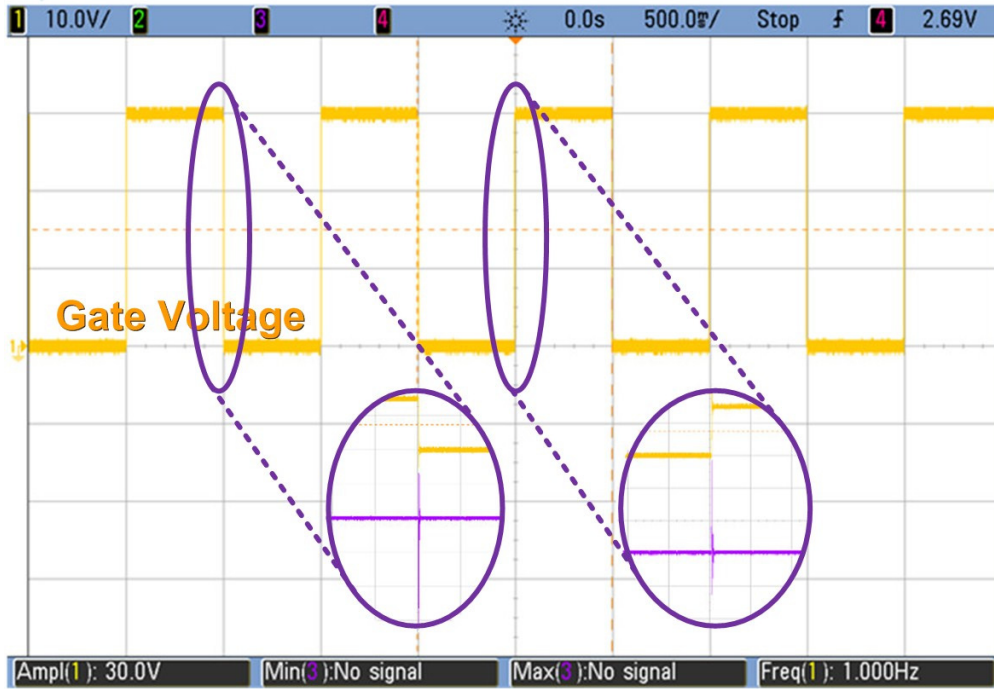 1 10.0V/ 2 3 4 0.0s 500.0m/ Stop 4 2.69V
Gate Voltage
Ampl(1): 30.0V Min(3):No signal Max(3):No signal Freq(1): 1.000Hz